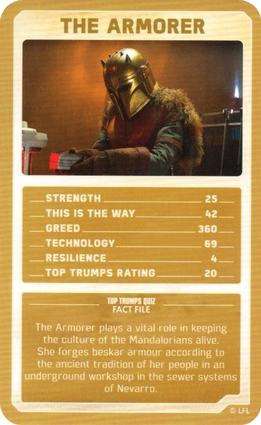 THE ARMORER
STRENGTH 25
THIS IS THE WAY 42
GREED 360
TECHNOLOGY 69
RESILIENCE 4
TOP TRUMPS RATING 20
TOP TRUMPS QUIZ
FACT FILE
The Armorer plays a vital role in keeping
the culture of the Mandalorians alive.
She forges beskar armour according to
the ancient tradition of her people in an
underground workshop in the sewer systems
of Nevarro.
© LFL